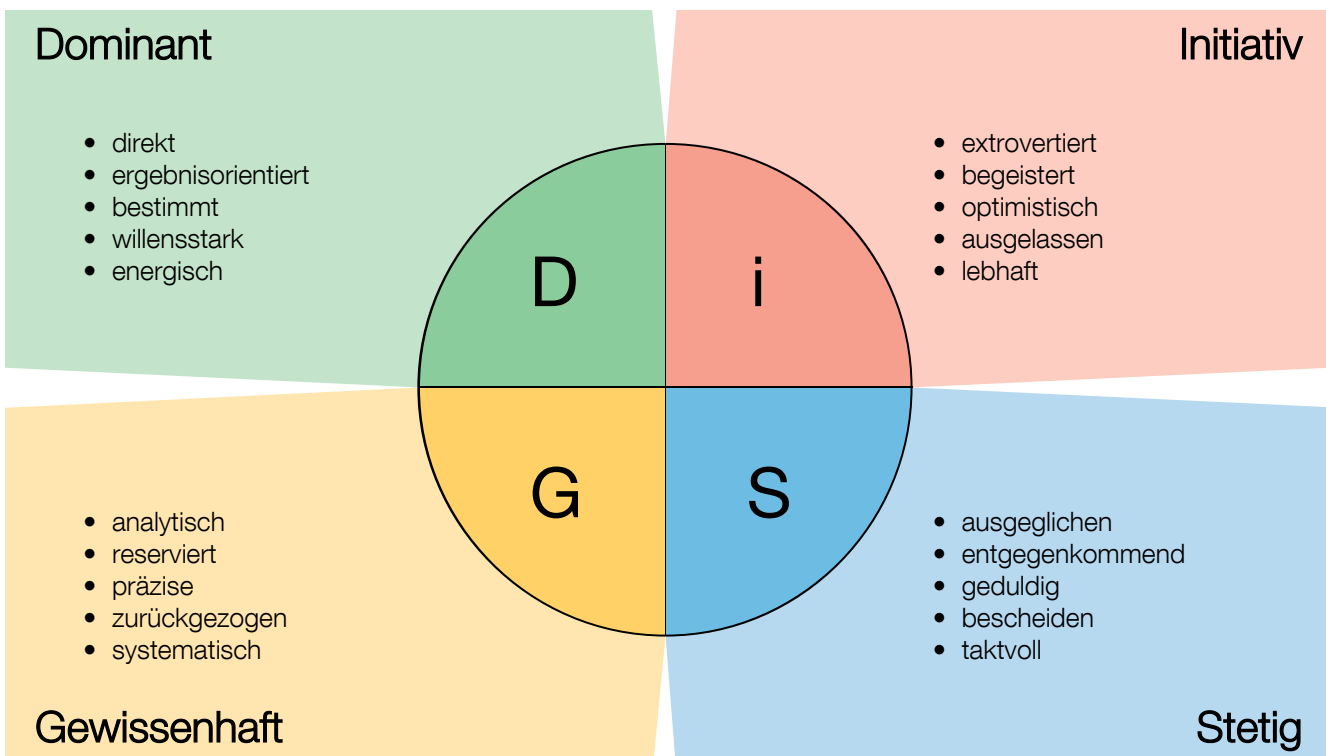 Dominant
• direkt
• ergebnisorientiert
• bestimmt
• willensstark
• energisch
Initiativ
• extrovertiert
• begeistert
• optimistisch
• ausgelassen
• lebhaft
D
i
G
S
• analytisch
• reserviert
• präzise
• zurückgezogen
• systematisch
Gewissenhaft
• ausgeglichen
• entgegenkommend
• geduldig
• bescheiden
• taktvoll
Stetig